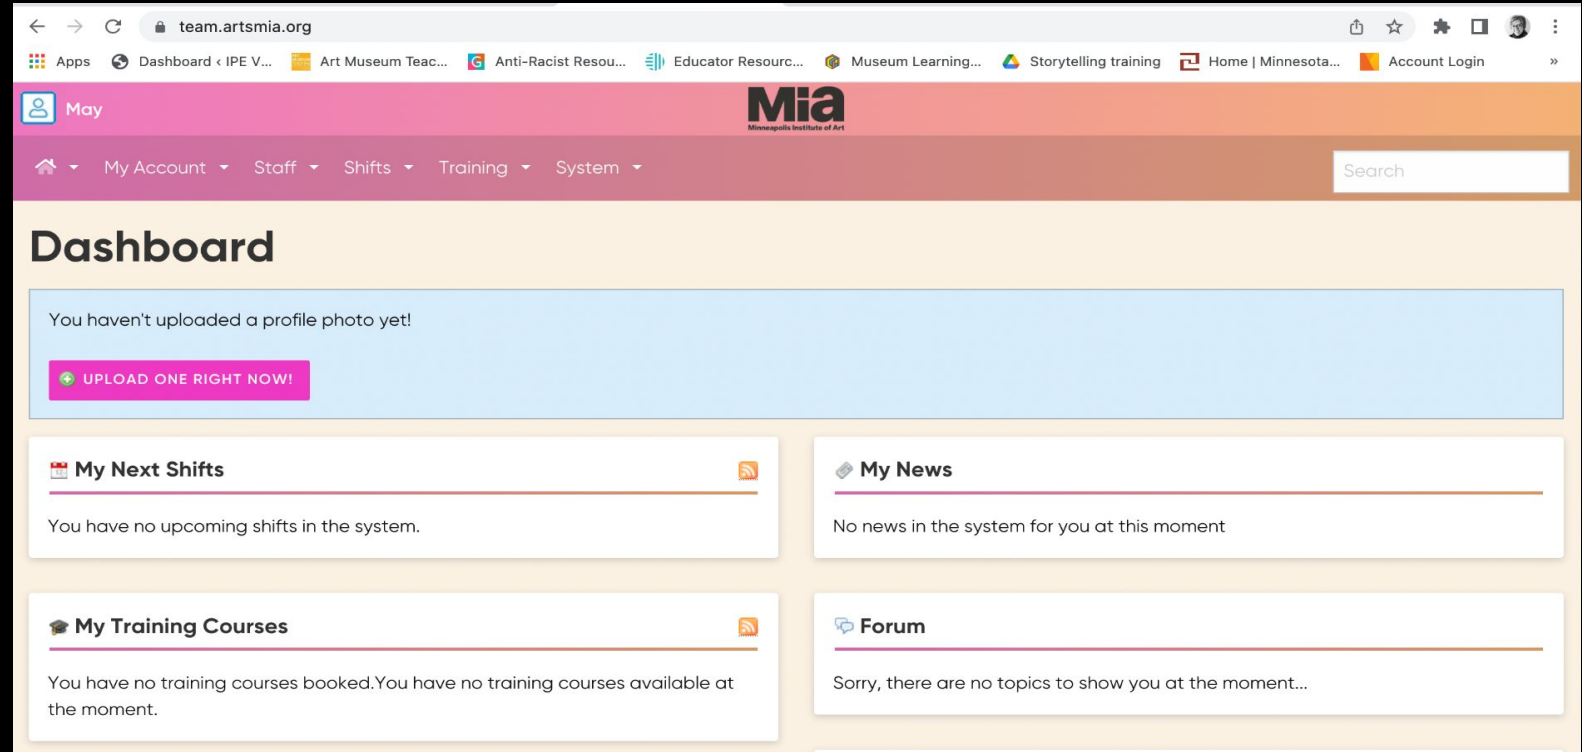 team.artsmia.org
Apps Dashboard ‹ IPE V... Art Museum Teac... Anti-Racist Resou... Educator Resourc... Museum Learning... Storytelling training Home | Minnesota... Account Login »
May
Mia
Minneapolis Institute of Art
My Account Staff Shifts Training System
Search
Dashboard
You haven't uploaded a profile photo yet!
UPLOAD ONE RIGHT NOW!
My Next Shifts
You have no upcoming shifts in the system.
My News
No news in the system for you at this moment
My Training Courses
You have no training courses booked.You have no training courses available at
the moment.
Forum
Sorry, there are no topics to show you at the moment...